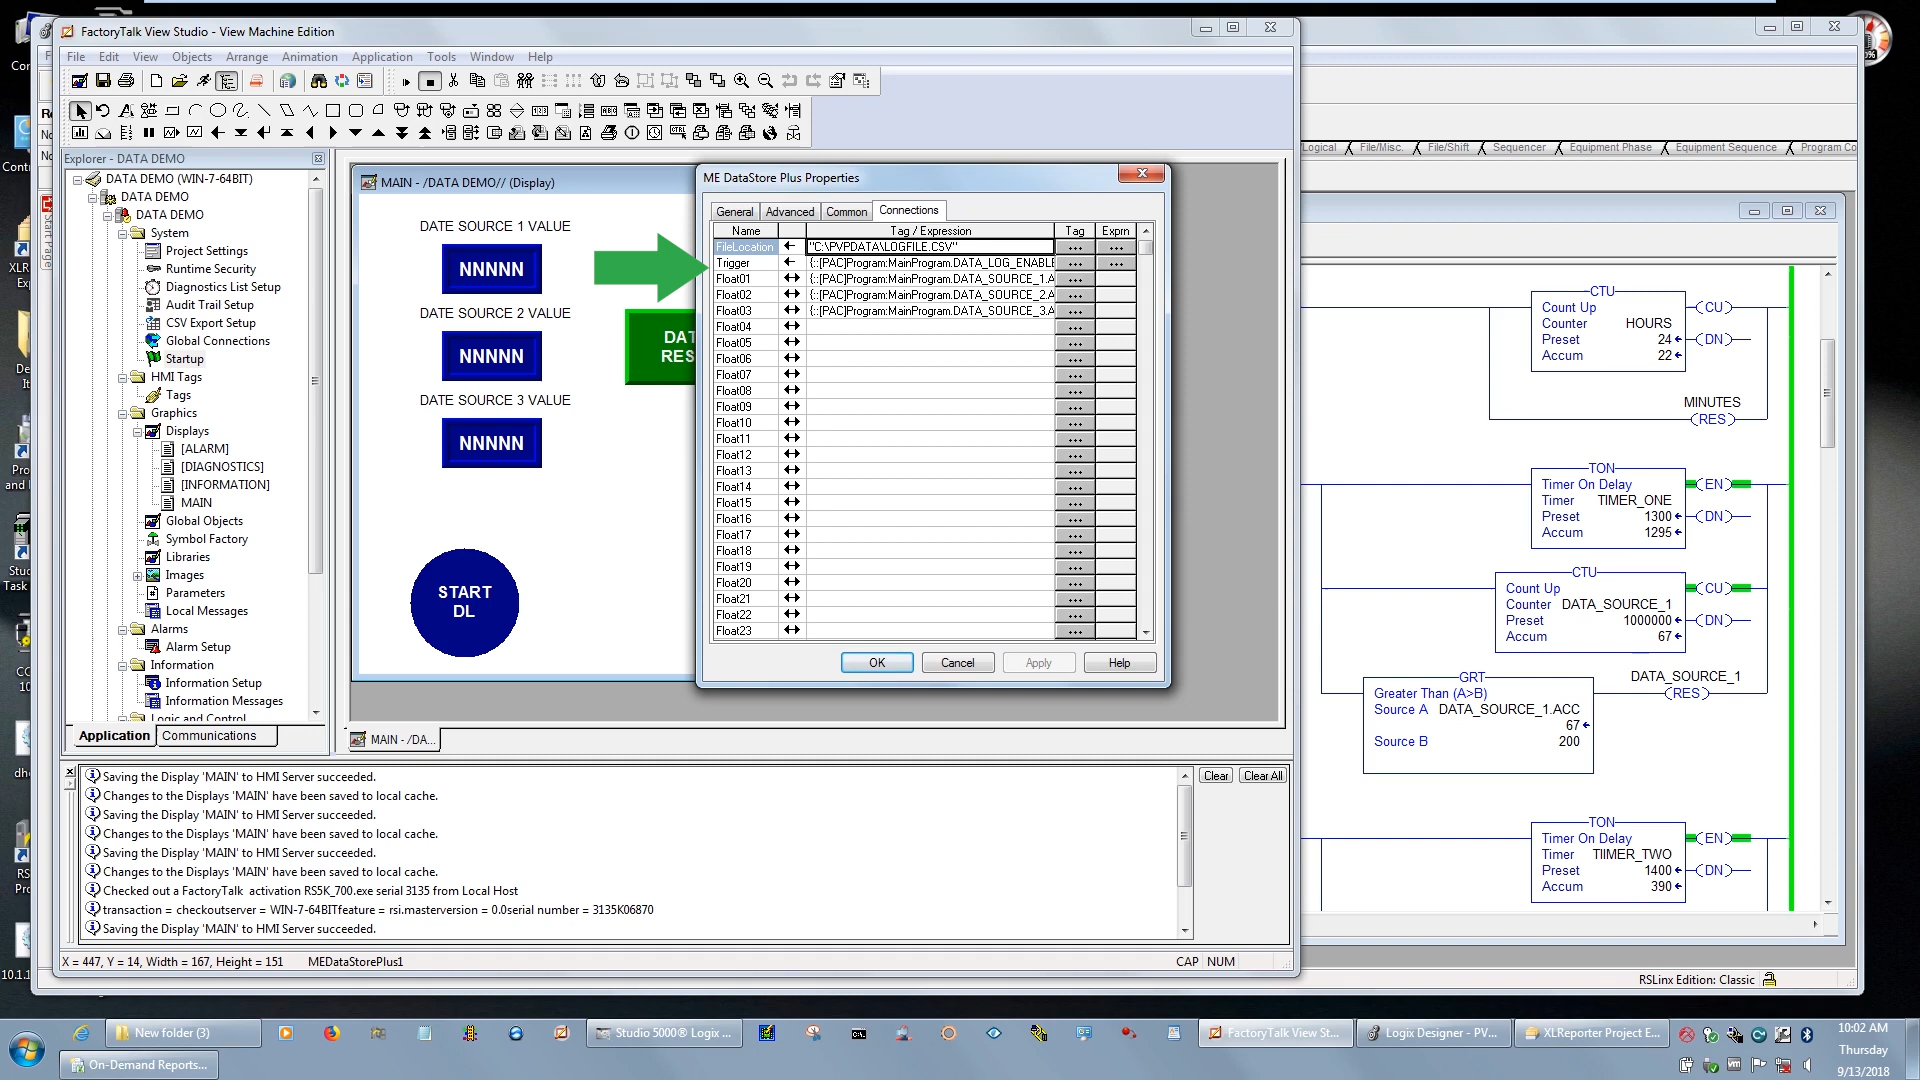 FactoryTalk View Studio - View Machine Edition
File Edit View Objects Arrange Animation Application Tools Window Help
Explorer - DATA DEMO
DATA DEMO (WIN-7-64BIT)
DATA DEMO
DATA DEMO
System
Project Settings
Runtime Security
Diagnostics List Setup
Audit Trail Setup
CSV Export Setup
Global Connections
Startup
HMI Tags
Tags
Graphics
Displays
[ALARM]
[DIAGNOSTICS]
[INFORMATION]
MAIN
Global Objects
Symbol Factory
Libraries
Images
Parameters
Local Messages
Alarms
Alarm Setup
Information
Information Setup
Information Messages
Logic and Control
Application Communications
Start Page
MAIN - /DATA DEMO// (Display)
DATE SOURCE 1 VALUE
NNNNN
DATE SOURCE 2 VALUE
NNNNN
DATE SOURCE 3 VALUE
NNNNN
DAT
RES
START
DL
MAIN - /DA...
ME DataStore Plus Properties
General Advanced Common Connections
Name Tag / Expression Tag Exprn
FileLocation "C:\PVPDATA\LOGFILE.CSV" ... ...
Trigger {::[PAC]Program:MainProgram.DATA_LOG_ENABLE ... ...
Float01 {::[PAC]Program:MainProgram.DATA_SOURCE_1.A ...
Float02 {::[PAC]Program:MainProgram.DATA_SOURCE_2.A ...
Float03 {::[PAC]Program:MainProgram.DATA_SOURCE_3.A ...
Float04 ...
Float05 ...
Float06 ...
Float07 ...
Float08 ...
Float09 ...
Float10 ...
Float11 ...
Float12 ...
Float13 ...
Float14 ...
Float15 ...
Float16 ...
Float17 ...
Float18 ...
Float19 ...
Float20 ...
Float21 ...
Float22 ...
Float23 ...
OK Cancel Apply Help
Saving the Display 'MAIN' to HMI Server succeeded.
Changes to the Displays 'MAIN' have been saved to local cache.
Saving the Display 'MAIN' to HMI Server succeeded.
Changes to the Displays 'MAIN' have been saved to local cache.
Saving the Display 'MAIN' to HMI Server succeeded.
Changes to the Displays 'MAIN' have been saved to local cache.
Checked out a FactoryTalk activation RS5K_700.exe serial 3135 from Local Host
transaction = checkoutserver = WIN-7-64BITfeature = rsi.masterversion = 0.0serial number = 3135K06870
Saving the Display 'MAIN' to HMI Server succeeded.
Clear Clear All
X = 447, Y = 14, Width = 167, Height = 151 MEDataStorePlus1 CAP NUM
Logical File/Misc. File/Shift Sequencer Equipment Phase Equipment Sequence Program Co
CTU
Count Up
Counter HOURS
Preset 24
Accum 22
(CU)
(DN)
MINUTES
(RES)
TON
Timer On Delay
Timer TIMER_ONE
Preset 1300
Accum 1295
(EN)
(DN)
CTU
Count Up
Counter DATA_SOURCE_1
Preset 1000000
Accum 67
(CU)
(DN)
GRT
Greater Than (A>B)
Source A DATA_SOURCE_1.ACC
67
Source B 200
DATA_SOURCE_1
(RES)
TON
Timer On Delay
Timer TIIMER_TWO
Preset 1400
Accum 390
(EN)
(DN)
RSLinx Edition: Classic
New folder (3)
Studio 5000® Logix ...
FactoryTalk View St...
Logix Designer - PV...
XLReporter Project E...
On-Demand Reports...
10:02 AM
Thursday
9/13/2018